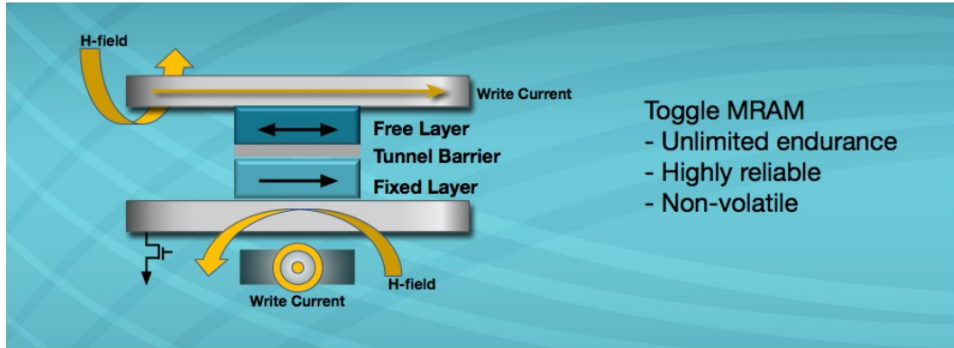 H-field
Write Current
Free Layer
Tunnel Barrier
Fixed Layer
H-field
Write Current
Toggle MRAM
- Unlimited endurance
- Highly reliable
- Non-volatile